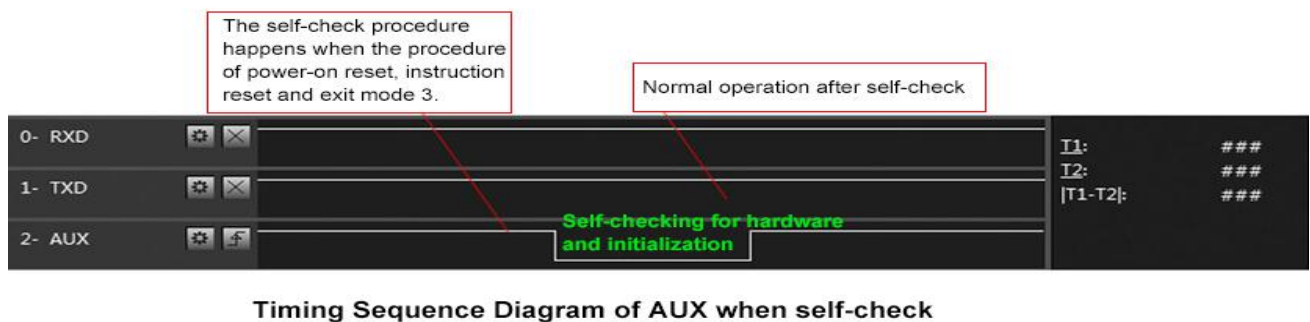 The self-check procedure
happens when the procedure
of power-on reset, instruction
reset and exit mode 3.
Normal operation after self-check
0- RXD
1- TXD
2- AUX
Self-checking for hardware
and initialization
T1: ###
T2: ###
|T1-T2|: ###
Timing Sequence Diagram of AUX when self-check